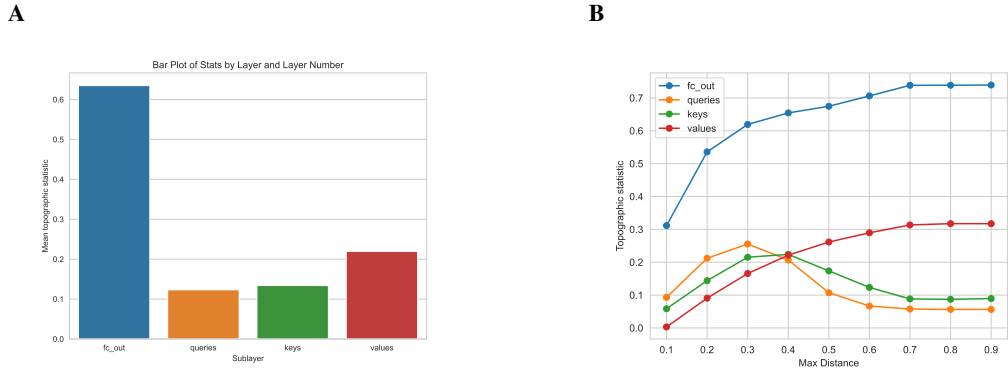 A
B
Bar Plot of Stats by Layer and Layer Number
Mean topographic statistic
0.6
0.5
0.4
0.3
0.2
0.1
0.0
fc_out queries keys values
Sublayer
fc_out
queries
keys
values
Topographic statistic
0.7
0.6
0.5
0.4
0.3
0.2
0.1
0.0
0.1 0.2 0.3 0.4 0.5 0.6 0.7 0.8 0.9
Max Distance